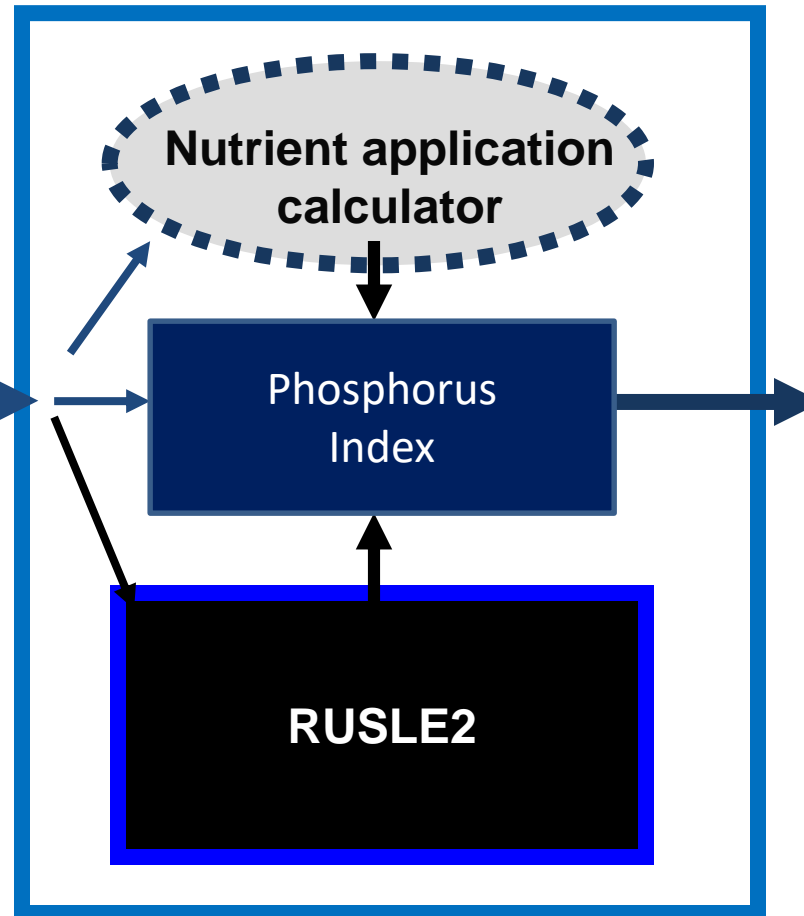 Nutrient application
calculator
Phosphorus
Index
RUSLE2